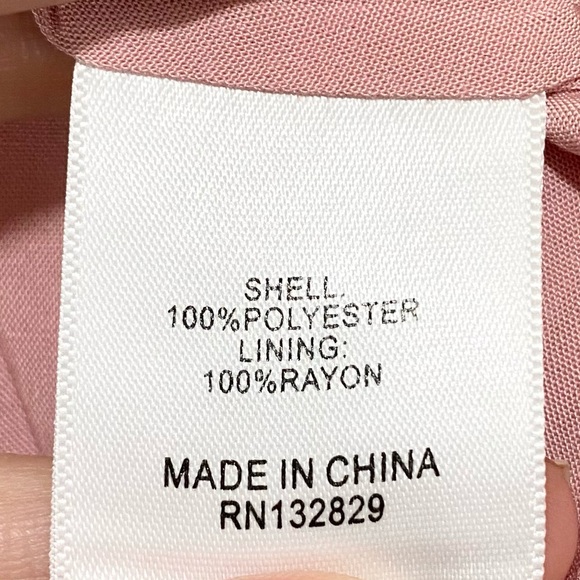 SHELL.
100%POLYESTER
LINING:
100%RAYON
MADE IN CHINA
RN132829